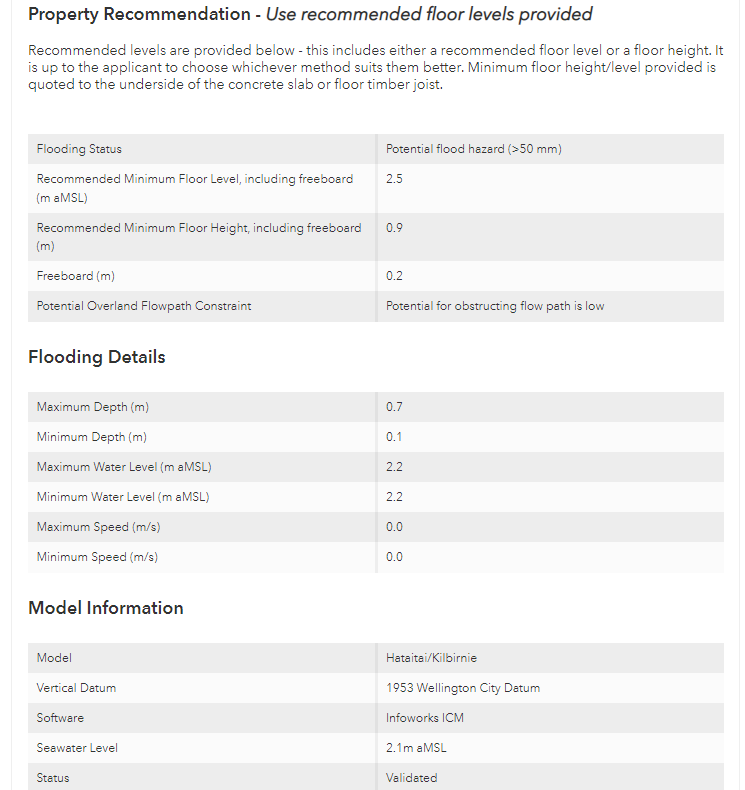 Property Recommendation - Use recommended floor levels provided
Recommended levels are provided below - this includes either a recommended floor level or a floor height. It
is up to the applicant to choose whichever method suits them better. Minimum floor height/level provided is
quoted to the underside of the concrete slab or floor timber joist.
Flooding Status Potential flood hazard (>50 mm)
Recommended Minimum Floor Level, including freeboard 2.5
(m aMSL)
Recommended Minimum Floor Height, including freeboard 0.9
(m)
Freeboard (m) 0.2
Potential Overland Flowpath Constraint Potential for obstructing flow path is low
Flooding Details
Maximum Depth (m) 0.7
Minimum Depth (m) 0.1
Maximum Water Level (m aMSL) 2.2
Minimum Water Level (m aMSL) 2.2
Maximum Speed (m/s) 0.0
Minimum Speed (m/s) 0.0
Model Information
Model Hataitai/Kilbirnie
Vertical Datum 1953 Wellington City Datum
Software Infoworks ICM
Seawater Level 2.1m aMSL
Status Validated